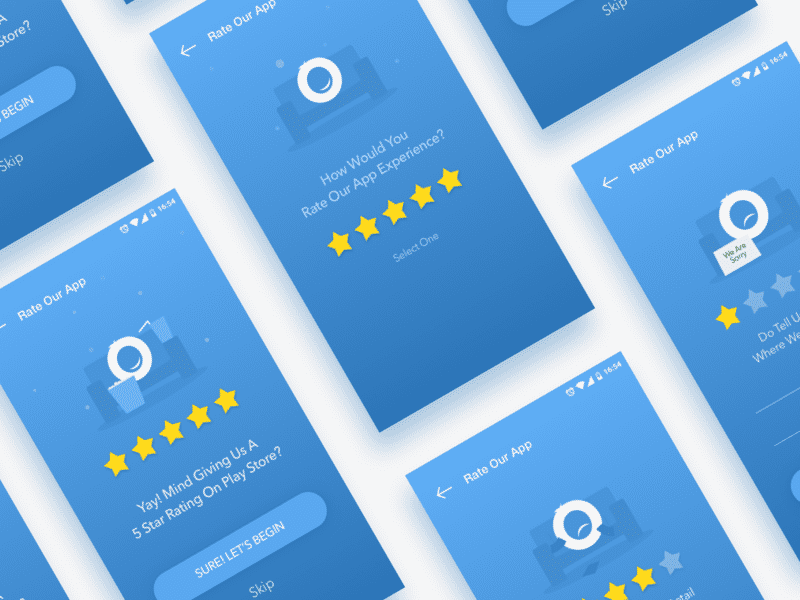 s A
Store?
BEGIN
Skip
Rate Our App
How Would You
Rate Our App Experience?
Select One
Skip
16:54
Rate Our App
We Are
Sorry
Do Tell U
Where We
16:54
Rate Our App
Yay! Mind Giving Us A
5 Star Rating On Play Store?
SURE! LET'S BEGIN
Skip
16:54
Rate Our App
etail